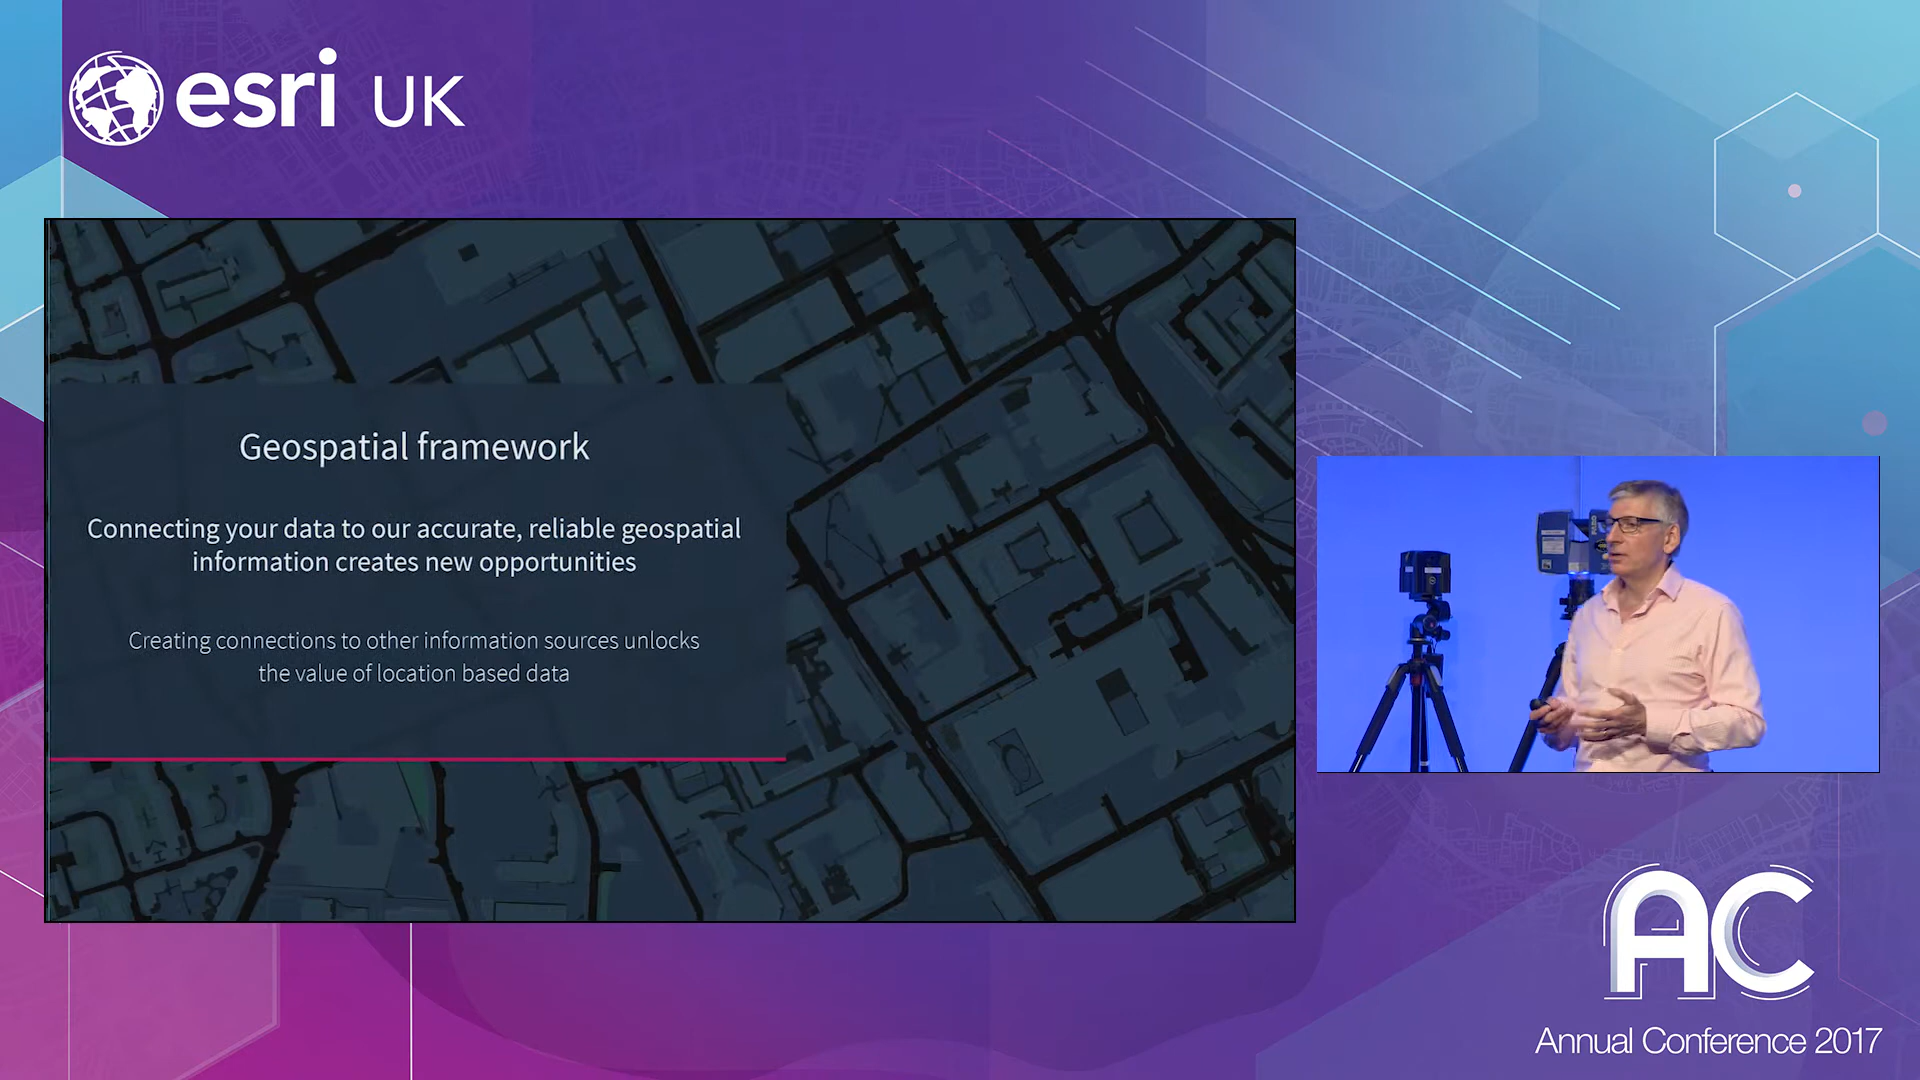 esri UK
Geospatial framework
Connecting your data to our accurate, reliable geospatial
information creates new opportunities
Creating connections to other information sources unlocks
the value of location based data
AC
Annual Conference 2017